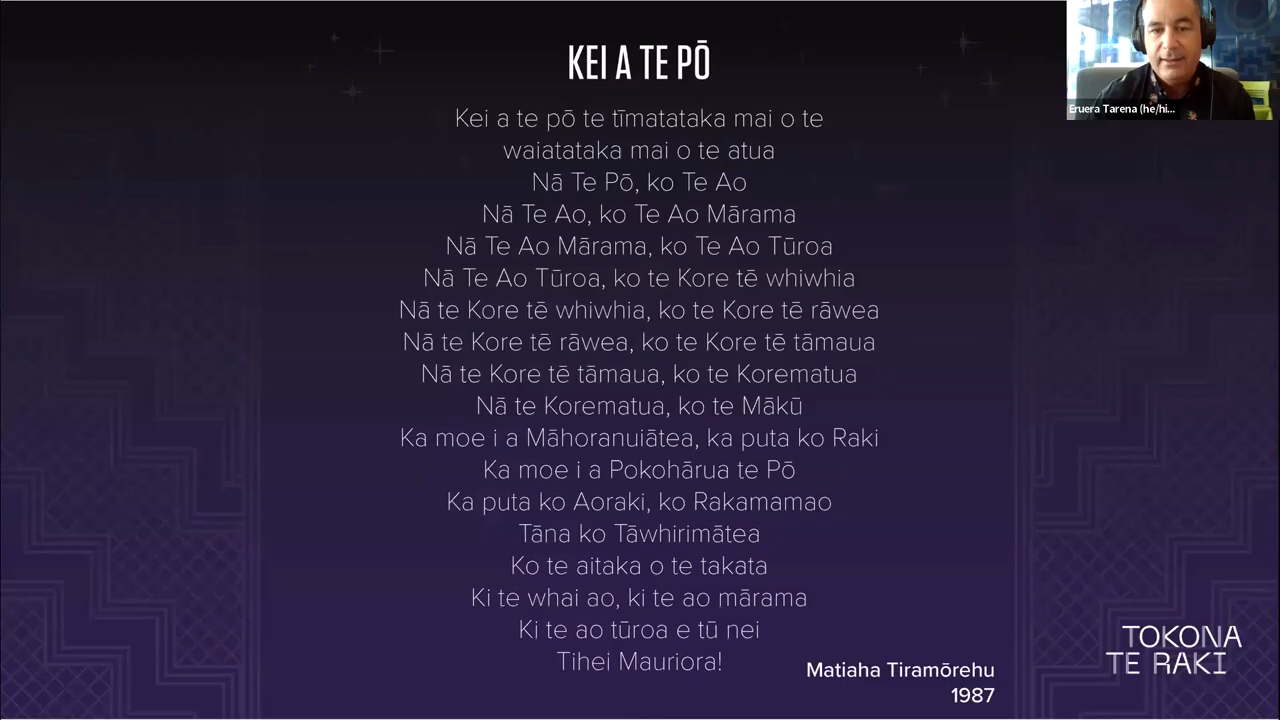 KEI A TE PŌ
Kei a te pō te tīmatataka mai o te
waiatataka mai o te atua
Nā Te Pō, ko Te Ao
Nā Te Ao, ko Te Ao Mārama
Nā Te Ao Mārama, ko Te Ao Tūroa
Nā Te Ao Tūroa, ko te Kore tē whiwhia
Nā te Kore tē whiwhia, ko te Kore tē rāwea
Nā te Kore tē rāwea, ko te Kore tē tāmaua
Nā te Kore tē tāmaua, ko te Korematua
Nā te Korematua, ko te Mākū
Ka moe i a Māhoranuiātea, ka puta ko Raki
Ka moe i a Pokohārua te Pō
Ka puta ko Aoraki, ko Rakamamao
Tāna ko Tāwhirimātea
Ko te aitaka o te takata
Ki te whai ao, ki te ao mārama
Ki te ao tūroa e tū nei
Tihei Mauriora!
Matiaha Tiramōrehu
1987
TOKONA
TE RAKI
Eruera Tarena (he/hi...